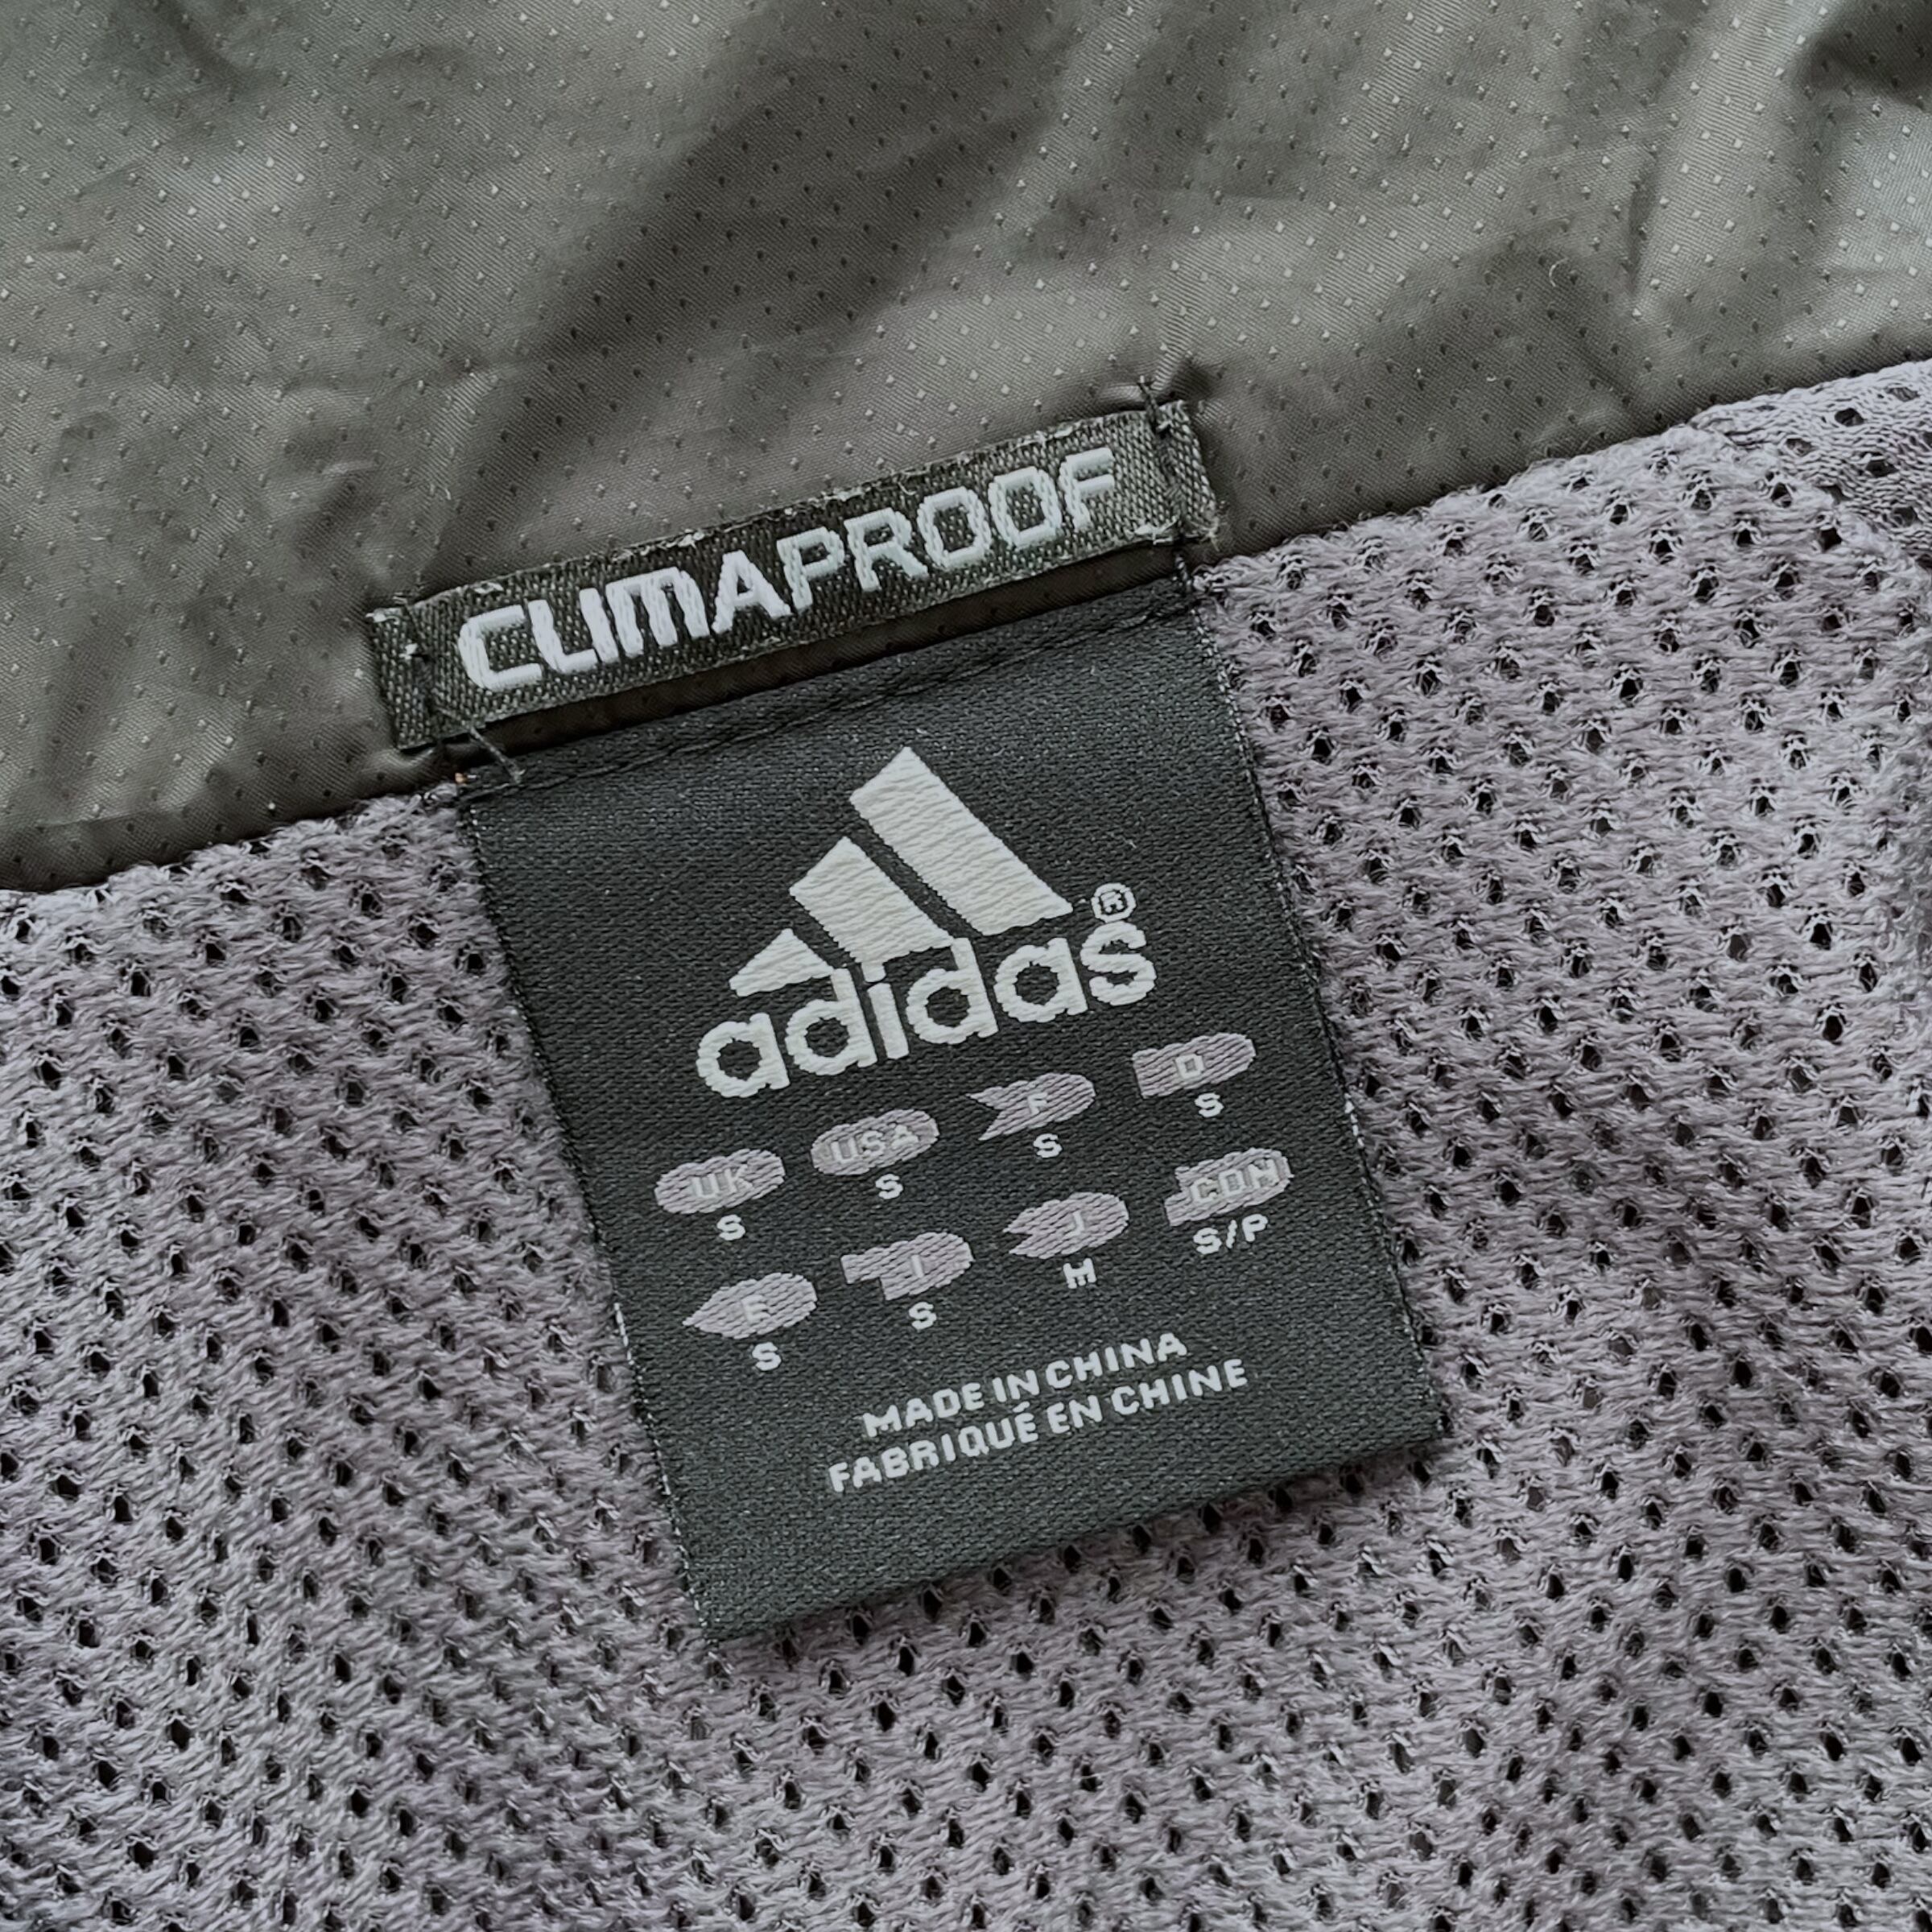 CLIMAPROOF
adidas®
UK USA F D
S S S S
E I J CDN
S S M S/P
MADE IN CHINA
FABRIQUÉ EN CHINE